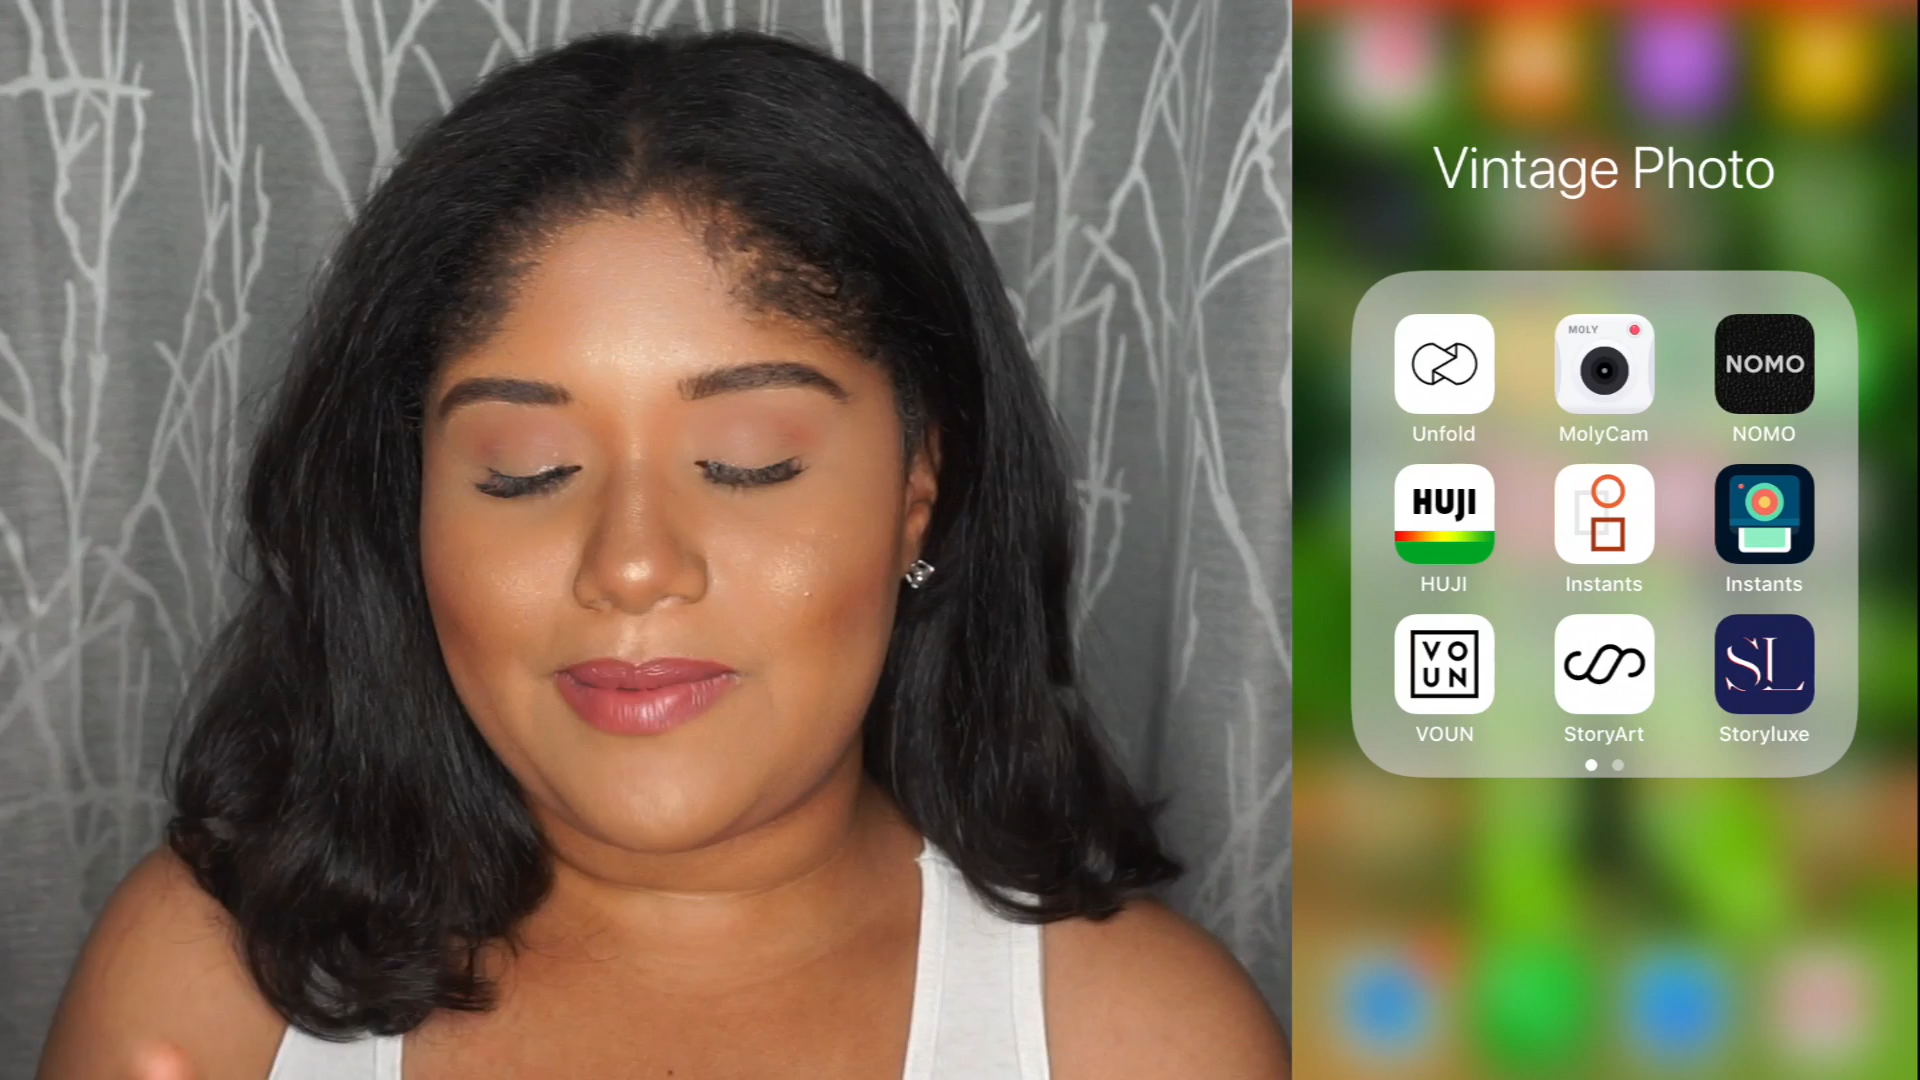 Vintage Photo
MOLY
NOMO
Unfold
MolyCam
NOMO
HUJI
HUJI
Instants
Instants
VO
UN
SL
VOUN
StoryArt
Storyluxe